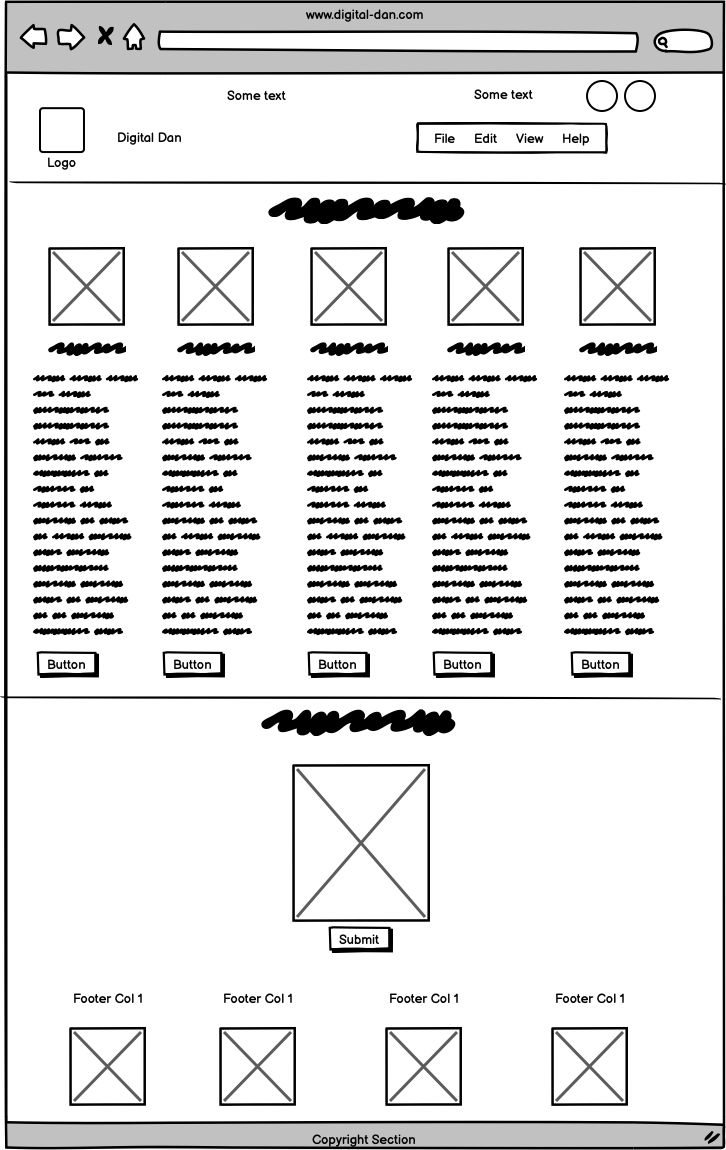 www.digital-dan.com
Some text
Some text
Digital Dan
File Edit View Help
Logo
Button Button Button Button Button
Submit
Footer Col 1 Footer Col 1 Footer Col 1 Footer Col 1
Copyright Section